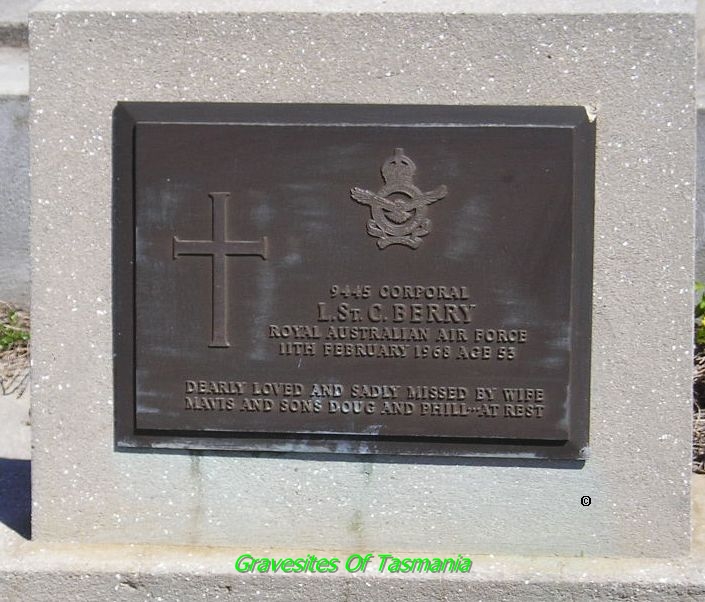 9445 CORPORAL
L. ST. C. BERRY
ROYAL AUSTRALIAN AIR FORCE
11TH FEBRUARY 1968 AGE 53
DEARLY LOVED AND SADLY MISSED BY WIFE
MAVIS AND SONS DOUG AND PHILL--AT REST
©
Gravesites Of Tasmania